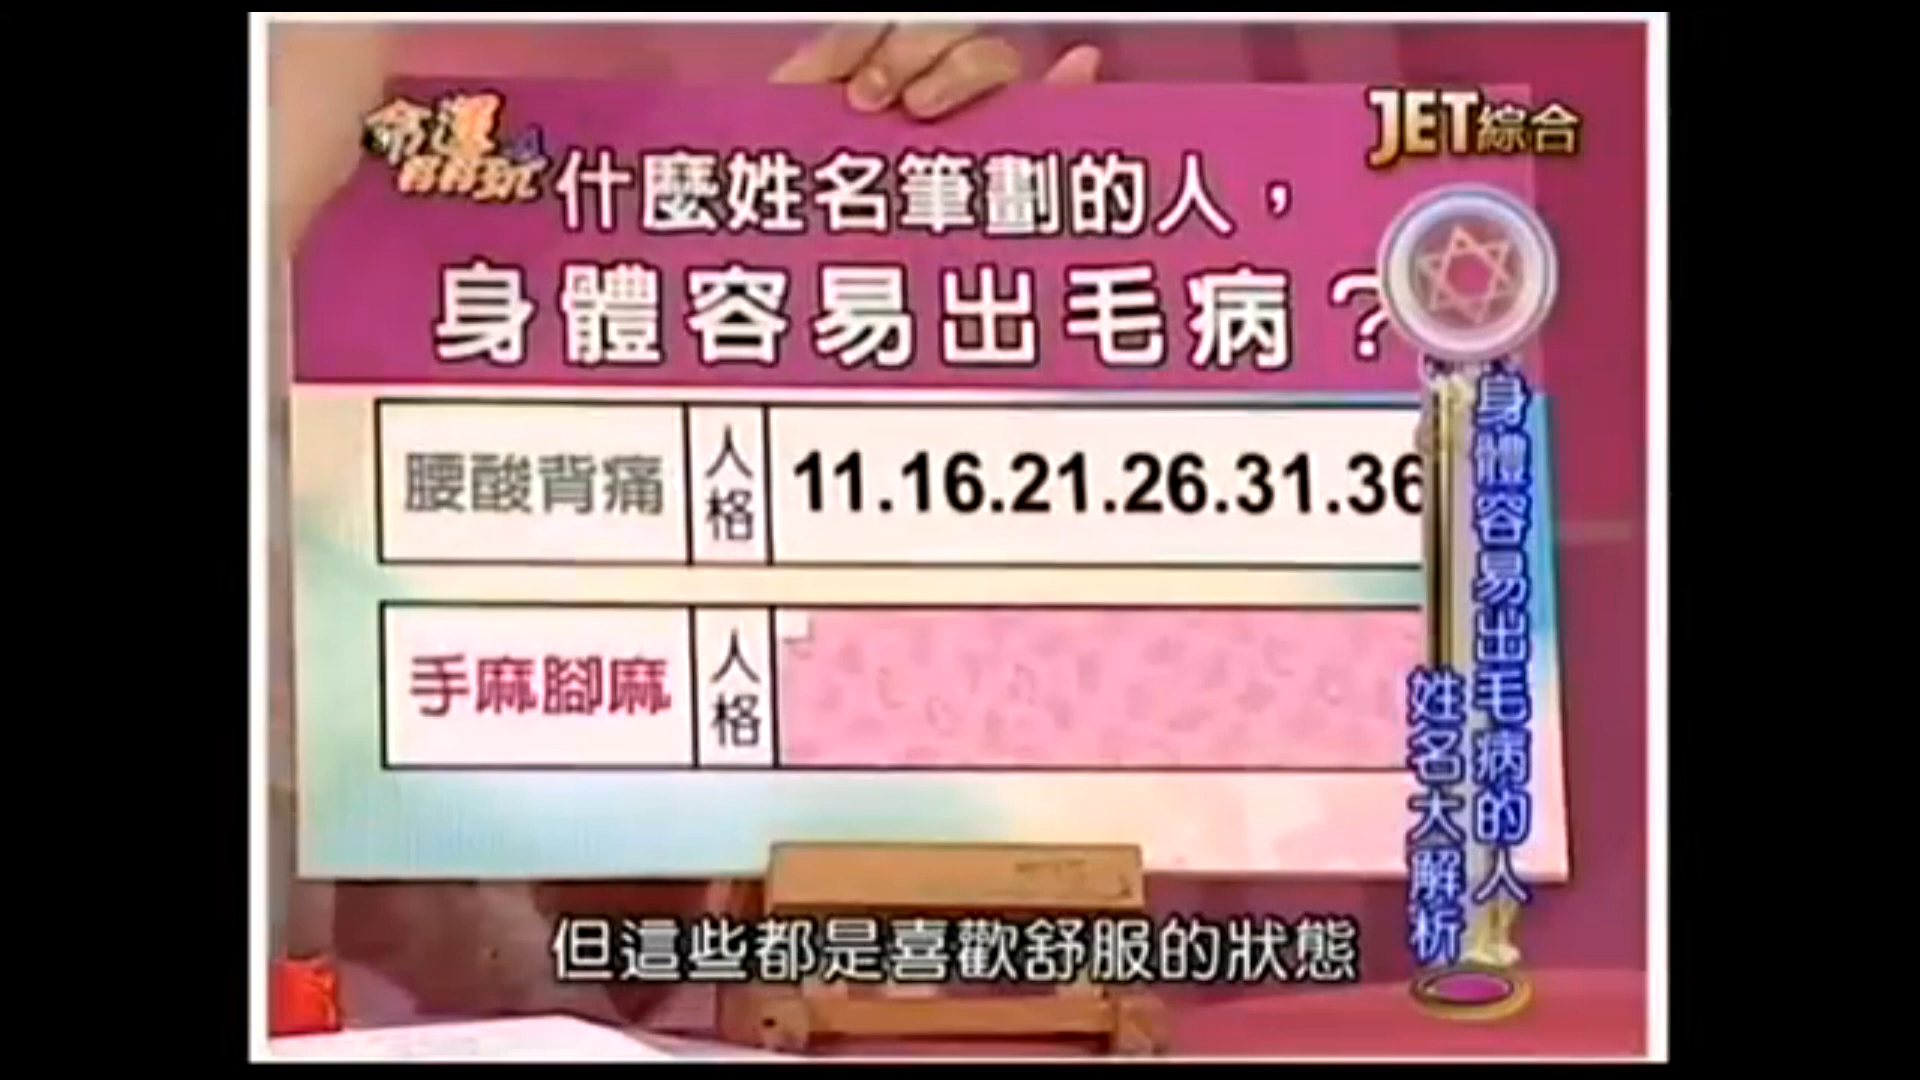 命運好好玩
JET綜合
什麼姓名筆劃的人，
身體容易出毛病？
腰酸背痛
人格
11.16.21.26.31.36
手麻腳麻
人格
身體容易出毛病的人
姓名大解析
但這些都是喜歡舒服的狀態